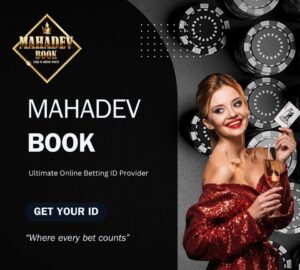 MAHADEV
BOOK
MAHADEV
BOOK
Ultimate Online Betting ID Provider
GET YOUR ID
“Where every bet counts”